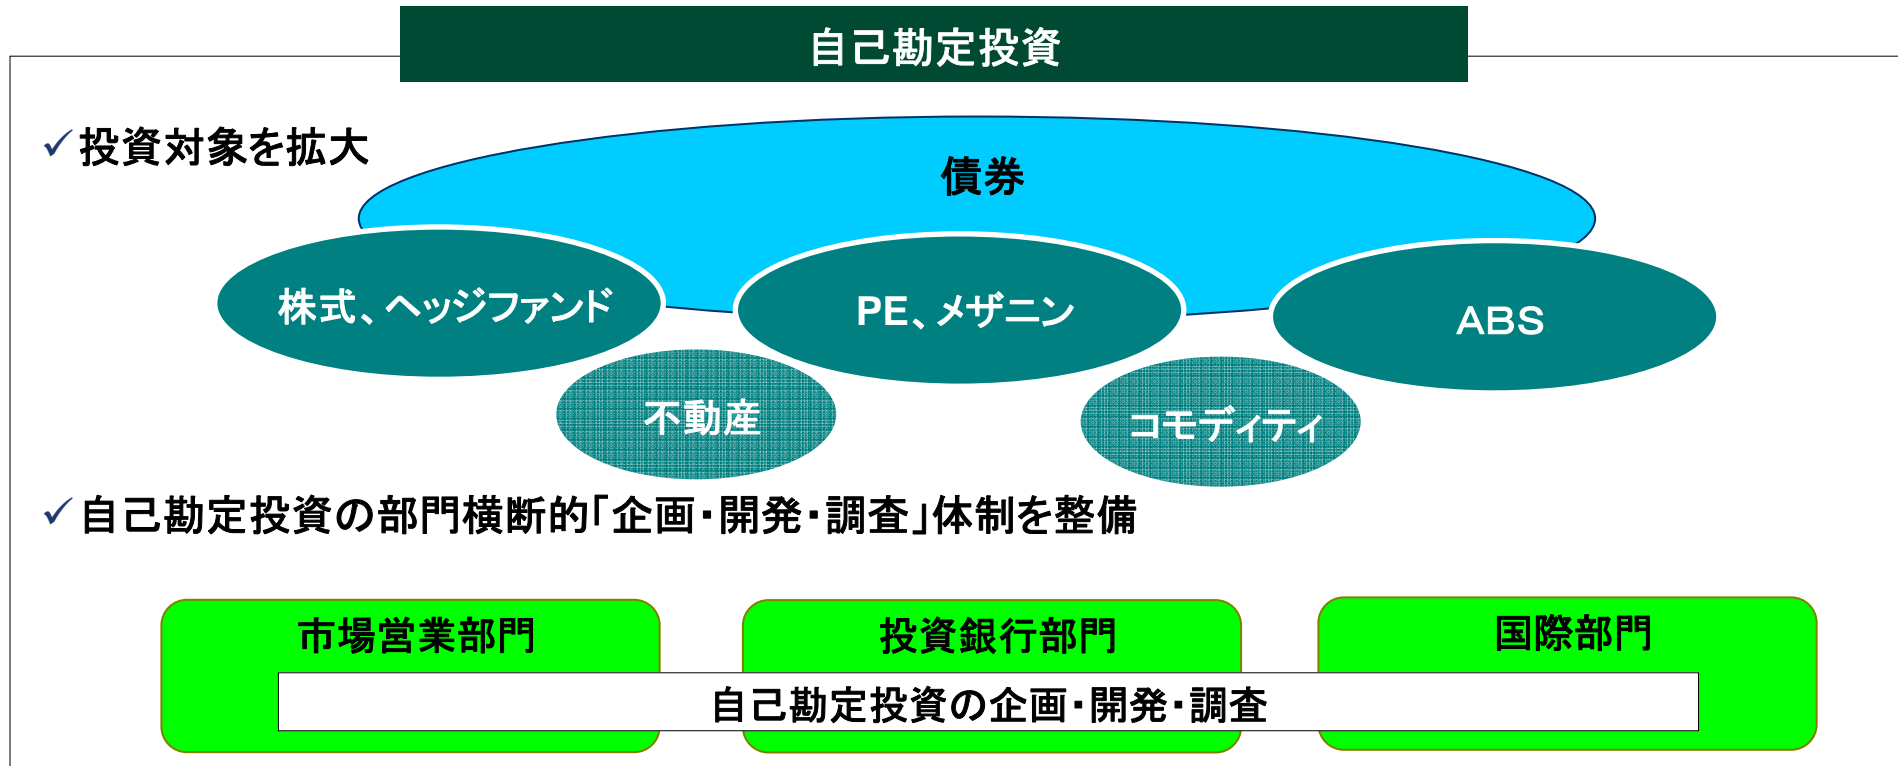 自己勘定投資
✓投資対象を拡大
債券
株式、ヘッジファンド
PE、メザニン
ＡＢＳ
不動産
コモディティ
✓自己勘定投資の部門横断的「企画・開発・調査」体制を整備
市場営業部門
投資銀行部門
国際部門
自己勘定投資の企画・開発・調査